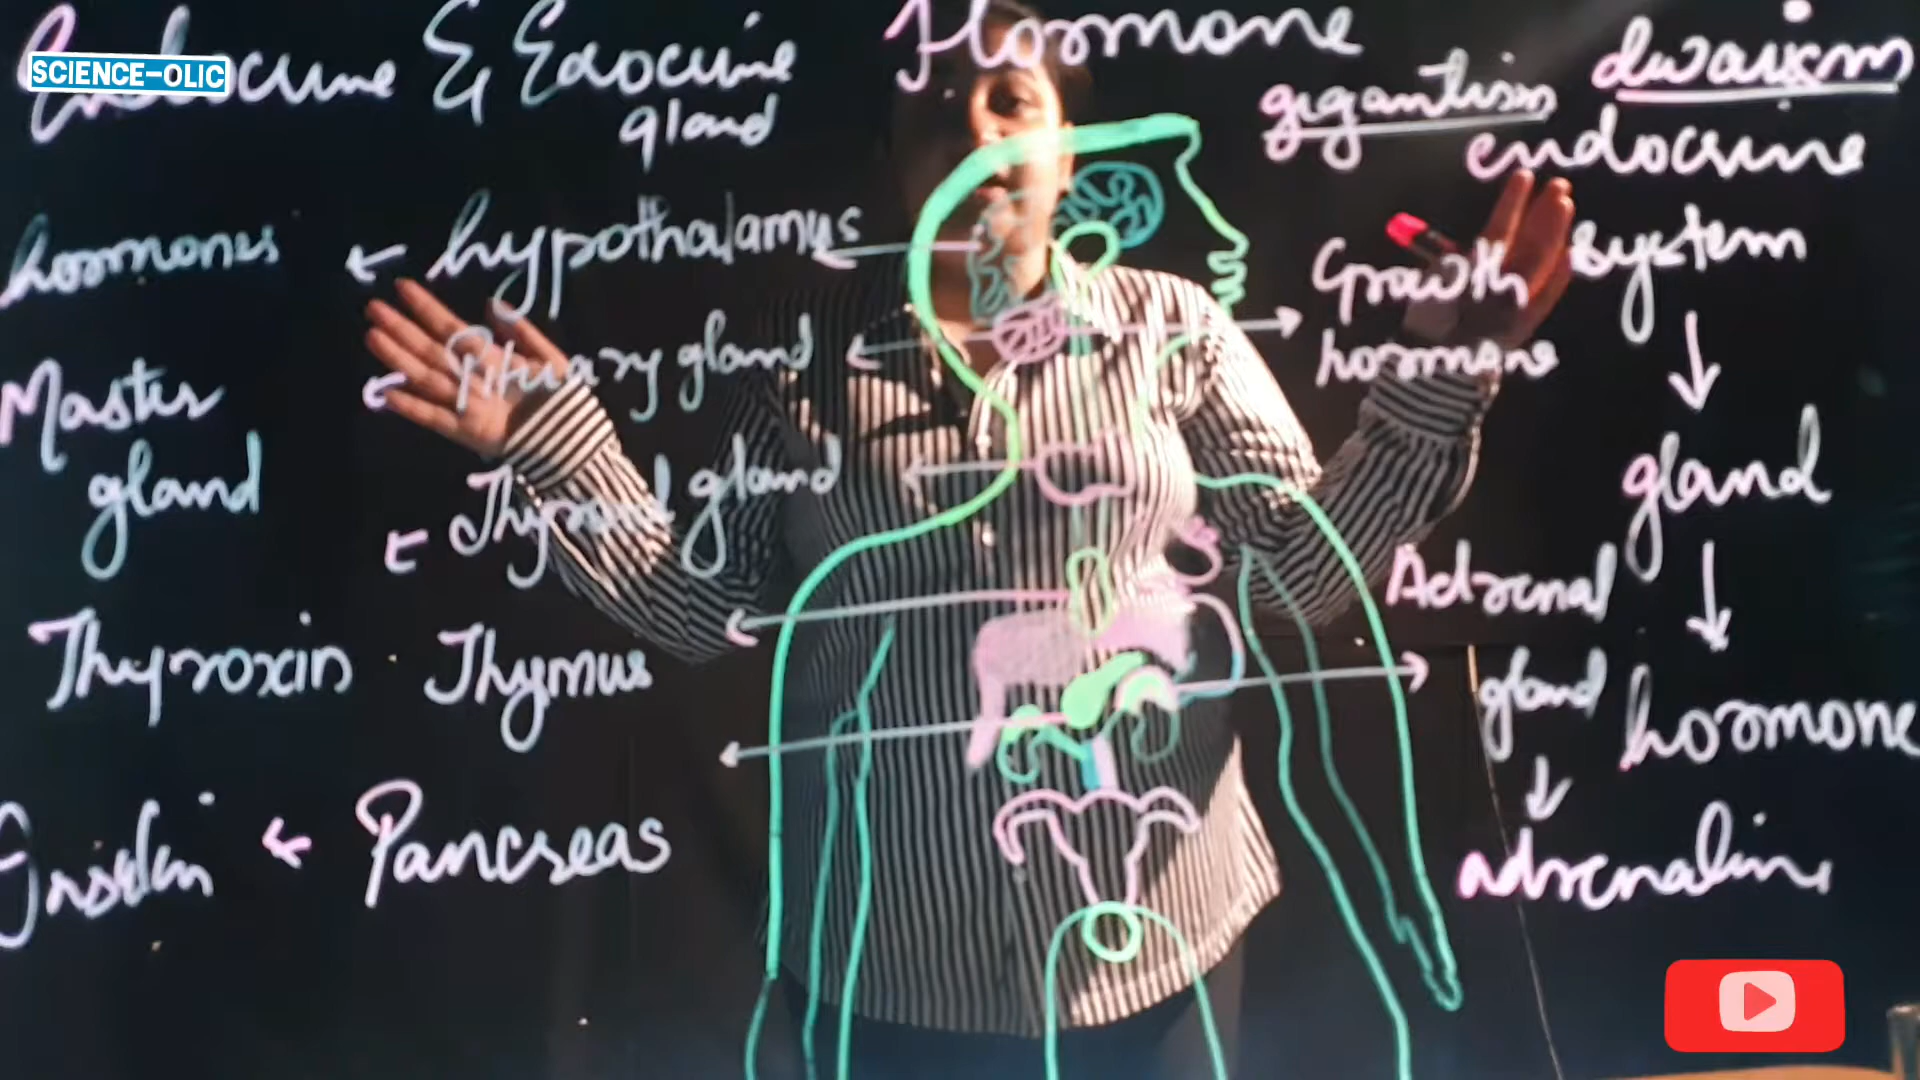 SCIENCE-OLIC
Endocrine & Exocrine
gland
Hormone
gigantism
dwarism
endocrine
system
gland
hormone
hormones ← hypothalamus
Master ← Pituary gland
gland
← Thyroid gland
Thyroxin Thymus
Insulin ← Pancreas
Growth
hormone
Adrenal
gland
adrenaline